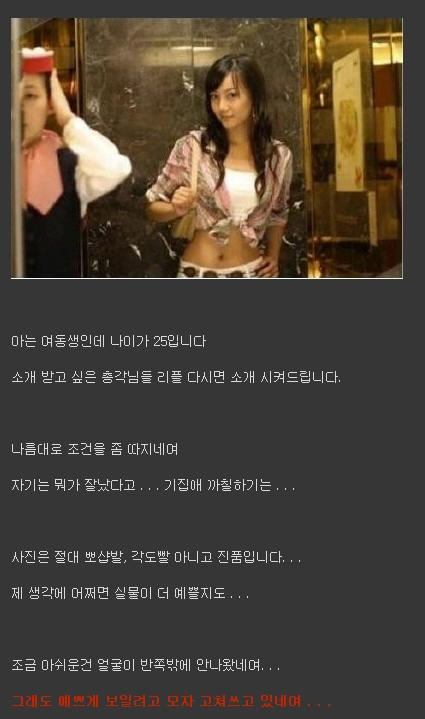 아는 여동생인데 나이가 25입니다
소개 받고 싶은 총각님들 리플 다시면 소개 시켜드립니다.
나름대로 조건을 좀 따지네여
자기는 뭐가 잘났다고 . . . 기집애 까칠하기는 . . .
사진은 절대 뽀샵발, 각도빨 아니고 진품입니다. . .
제 생각에 어쩌면 실물이 더 예쁠지도 . . .
조금 아쉬운건 얼굴이 반쪽밖에 안나왔네여. . .
그래도 예쁘게 보일려고 모자 고쳐쓰고 있네여 . . .